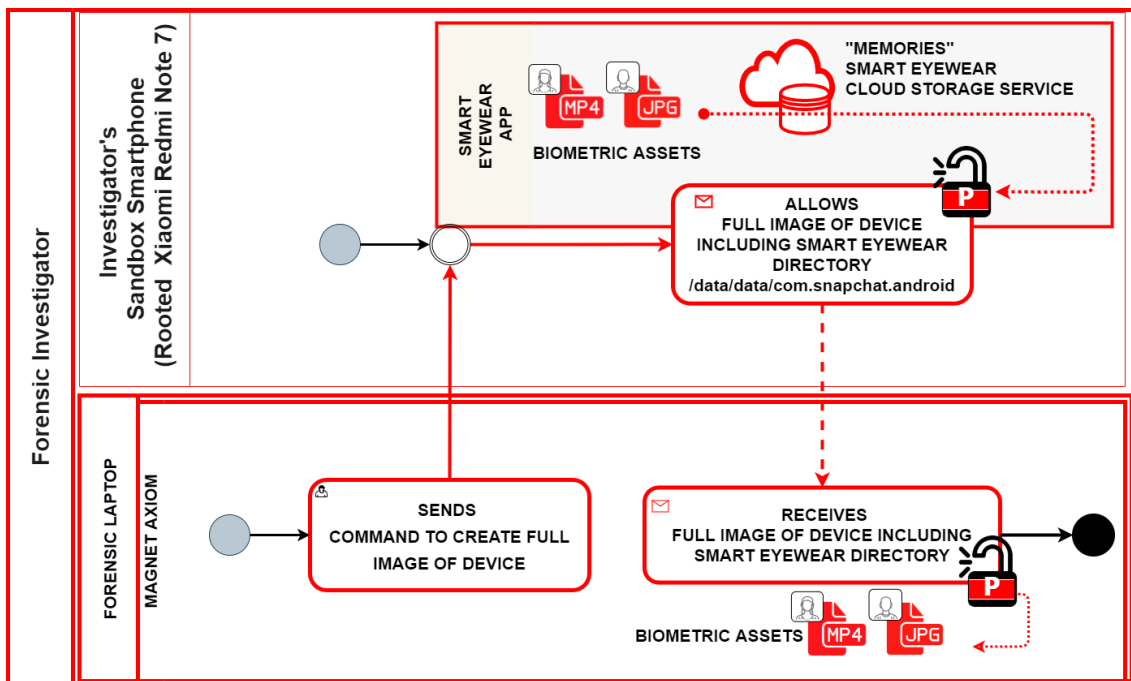 Forensic Investigator
Investigator's
Sandbox Smartphone
(Rooted Xiaomi Redmi Note 7)
SMART
EYEWEAR
APP
MP4
JPG
BIOMETRIC ASSETS
"MEMORIES"
SMART EYEWEAR
CLOUD STORAGE SERVICE
P
ALLOWS
FULL IMAGE OF DEVICE
INCLUDING SMART EYEWEAR
DIRECTORY
/data/data/com.snapchat.android
FORENSIC LAPTOP
MAGNET AXIOM
SENDS
COMMAND TO CREATE FULL
IMAGE OF DEVICE
RECEIVES
FULL IMAGE OF DEVICE INCLUDING
SMART EYEWEAR DIRECTORY
P
BIOMETRIC ASSETS
MP4
JPG